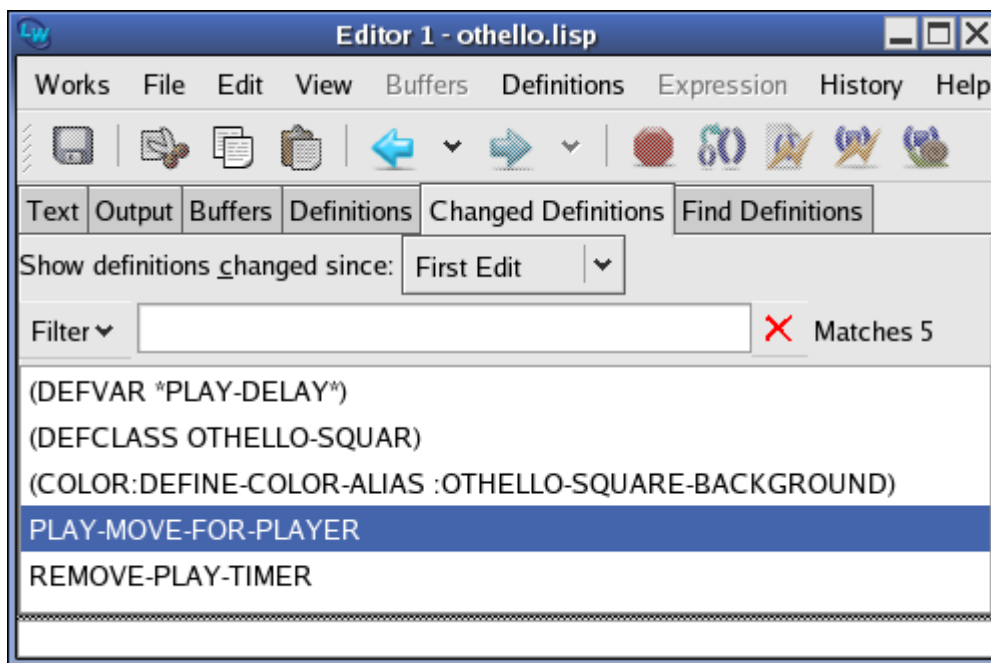 LW Editor 1 - othello.lisp
Works File Edit View Buffers Definitions Expression History Help
Text Output Buffers Definitions Changed Definitions Find Definitions
Show definitions changed since: First Edit
Filter Matches 5
(DEFVAR *PLAY-DELAY*)
(DEFCLASS OTHELLO-SQUAR)
(COLOR:DEFINE-COLOR-ALIAS :OTHELLO-SQUARE-BACKGROUND)
PLAY-MOVE-FOR-PLAYER
REMOVE-PLAY-TIMER